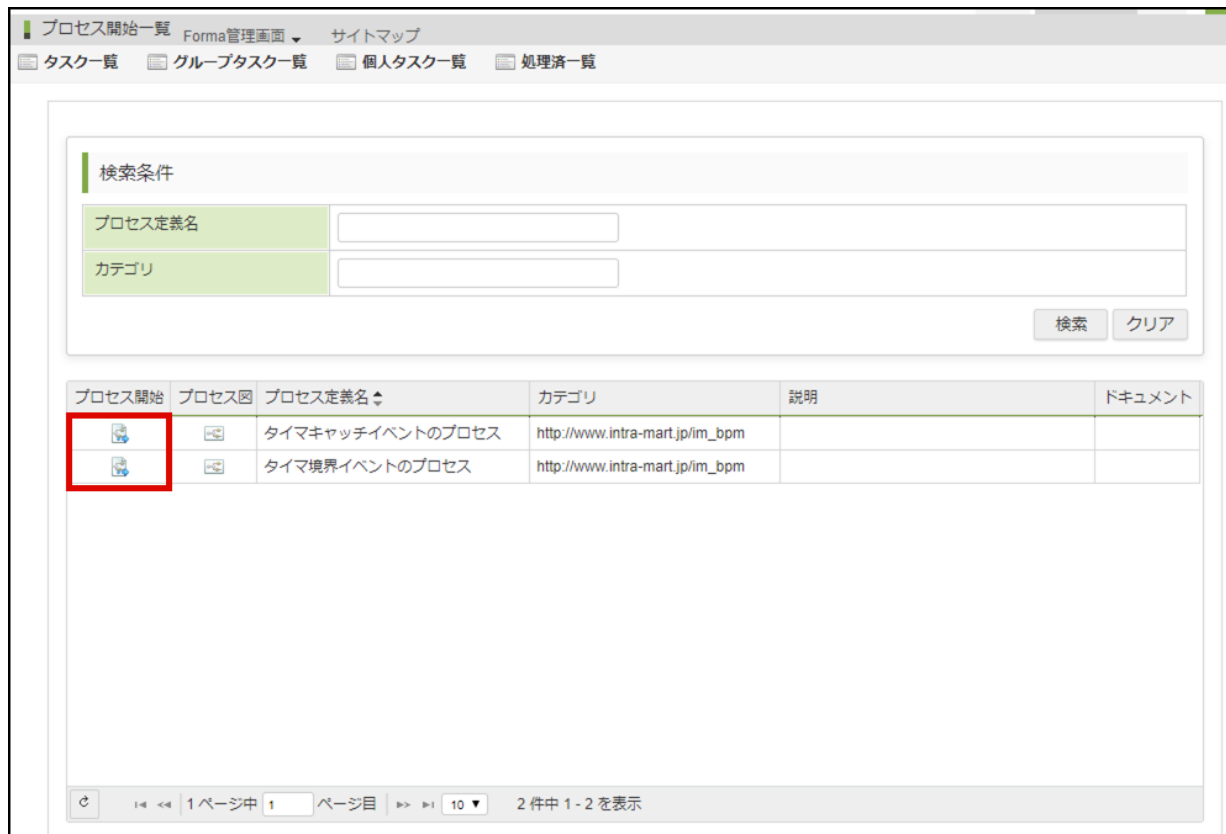 プロセス開始一覧 Forma管理画面 サイトマップ
タスク一覧 グループタスク一覧 個人タスク一覧 処理済一覧
検索条件
プロセス定義名
カテゴリ
検索 クリア
プロセス開始 プロセス図 プロセス定義名 カテゴリ 説明 ドキュメント
タイマキャッチイベントのプロセス http://www.intra-mart.jp/im_bpm
タイマ境界イベントのプロセス http://www.intra-mart.jp/im_bpm
1 ページ中 1 ページ目 10 2 件中 1 - 2 を表示